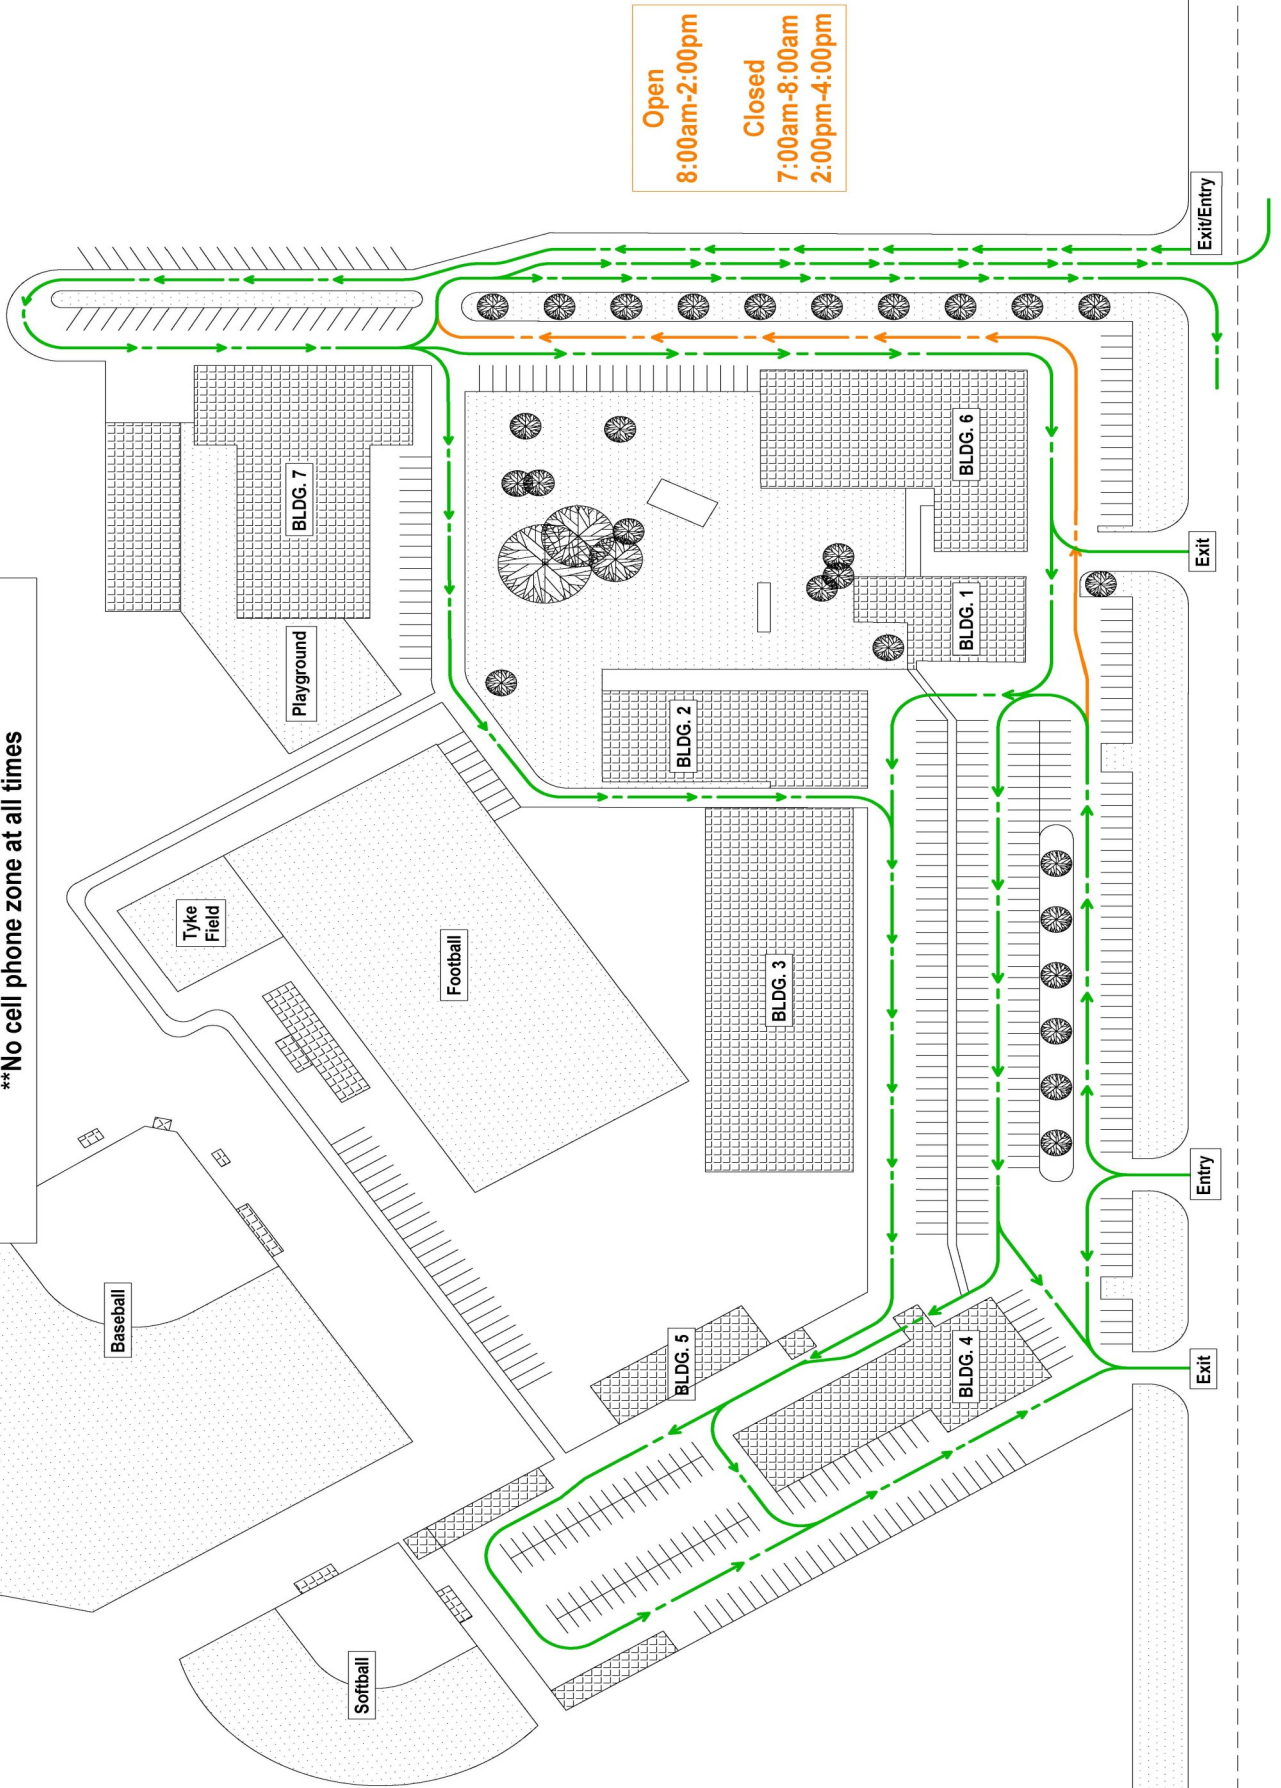 **No cell phone zone at all times
Open
8:00am-2:00pm
Closed
7:00am-8:00am
2:00pm-4:00pm
Exit/Entry
BLDG. 7
Playground
BLDG. 6
Exit
BLDG. 1
BLDG. 2
Tyke
Field
Football
BLDG. 3
Entry
Baseball
BLDG. 5
BLDG. 4
Exit
Softball